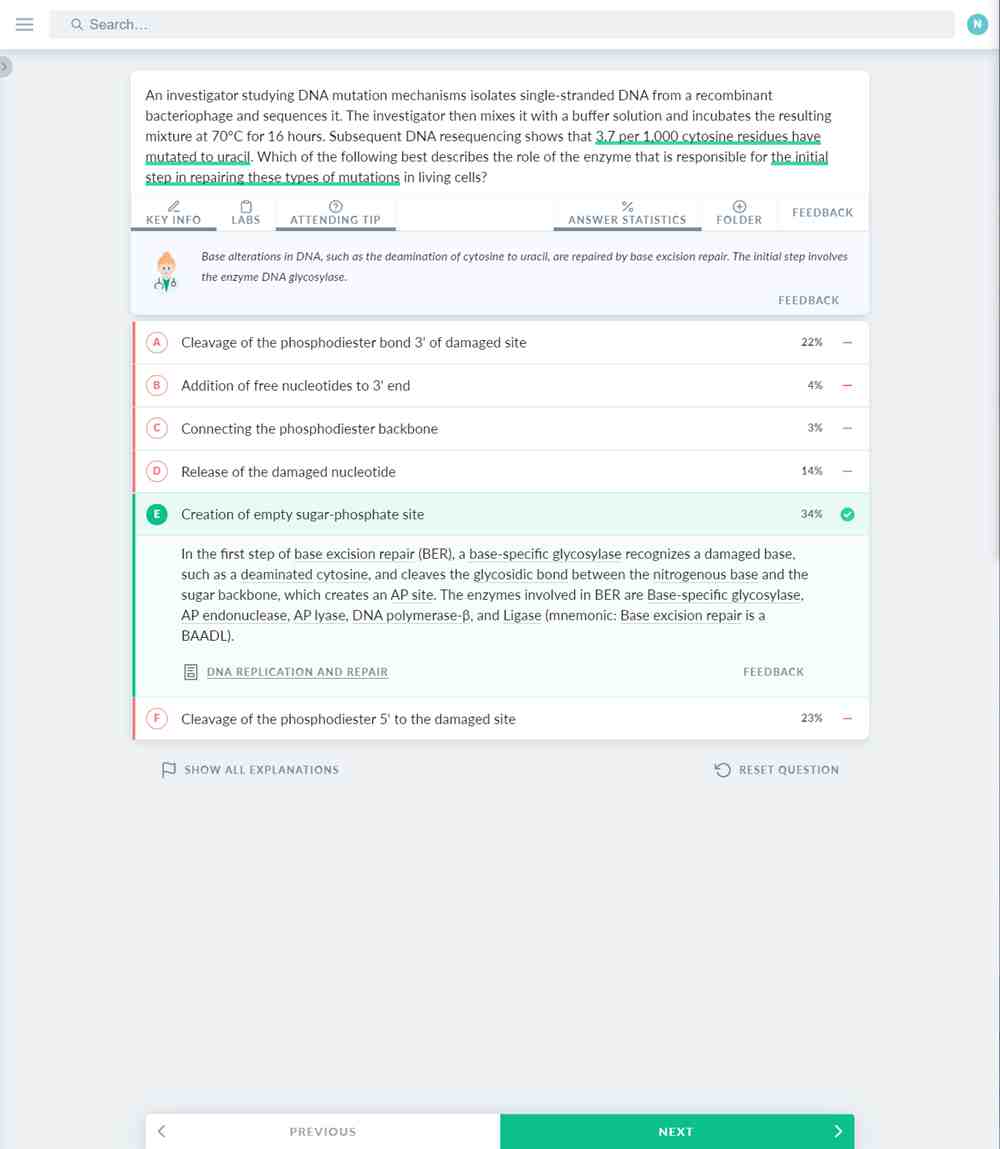 Search...
N
An investigator studying DNA mutation mechanisms isolates single-stranded DNA from a recombinant
bacteriophage and sequences it. The investigator then mixes it with a buffer solution and incubates the resulting
mixture at 70°C for 16 hours. Subsequent DNA resequencing shows that 3.7 per 1,000 cytosine residues have
mutated to uracil. Which of the following best describes the role of the enzyme that is responsible for the initial
step in repairing these types of mutations in living cells?
KEY INFO
LABS
ATTENDING TIP
ANSWER STATISTICS
FOLDER
FEEDBACK
Base alterations in DNA, such as the deamination of cytosine to uracil, are repaired by base excision repair. The initial step involves
the enzyme DNA glycosylase.
FEEDBACK
A Cleavage of the phosphodiester bond 3' of damaged site 22%
B Addition of free nucleotides to 3' end 4%
C Connecting the phosphodiester backbone 3%
D Release of the damaged nucleotide 14%
E Creation of empty sugar-phosphate site 34%
In the first step of base excision repair (BER), a base-specific glycosylase recognizes a damaged base,
such as a deaminated cytosine, and cleaves the glycosidic bond between the nitrogenous base and the
sugar backbone, which creates an AP site. The enzymes involved in BER are Base-specific glycosylase,
AP endonuclease, AP lyase, DNA polymerase-β, and Ligase (mnemonic: Base excision repair is a
BAADL).
DNA REPLICATION AND REPAIR
FEEDBACK
F Cleavage of the phosphodiester 5' to the damaged site 23%
SHOW ALL EXPLANATIONS
RESET QUESTION
PREVIOUS
NEXT